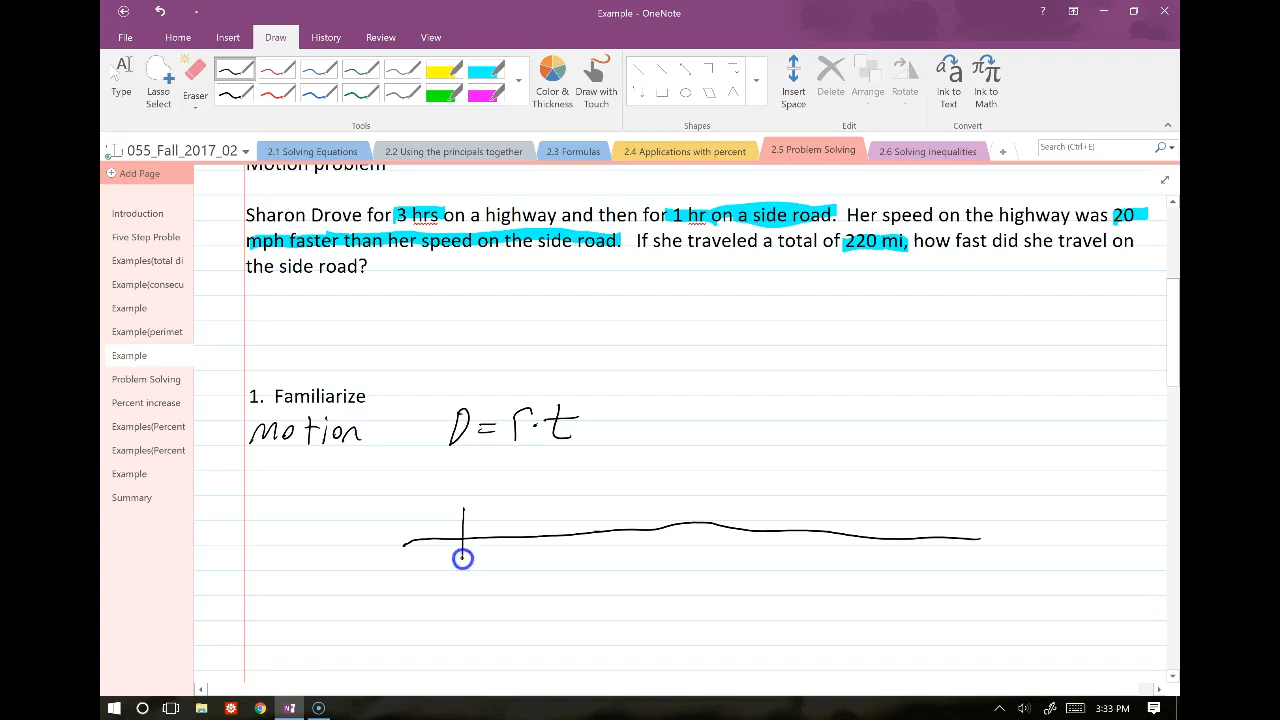 Example - OneNote
?
File Home Insert Draw History Review View
Type
Lasso Select
Eraser
Color & Thickness
Draw with Touch
Insert Space
Delete
Arrange
Rotate
Ink to Text
Ink to Math
Tools
Shapes
Edit
Convert
055_Fall_2017_02
2.1 Solving Equations
2.2 Using the principals together
2.3 Formulas
2.4 Applications with percent
2.5 Problem Solving
2.6 Solving inequalities
Search (Ctrl+E)
Add Page
Introduction
Five Step Proble
Examples(total di
Example(consecu
Example
Example(perimet
Example
Problem Solving
Percent increase
Examples(Percent
Examples(Percent
Example
Summary
Motion problem
Sharon Drove for 3 hrs on a highway and then for 1 hr on a side road. Her speed on the highway was 20
mph faster than her speed on the side road. If she traveled a total of 220 mi, how fast did she travel on
the side road?
1. Familiarize
motion D = r · t
3:33 PM